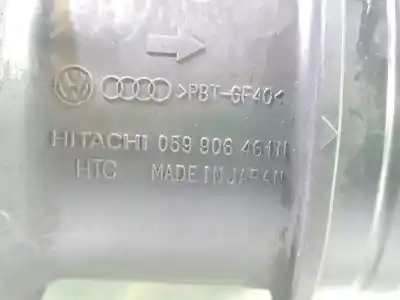 >PBT-GF40<
HITACHI 059 906 461M
HTC MADE IN JAPAN